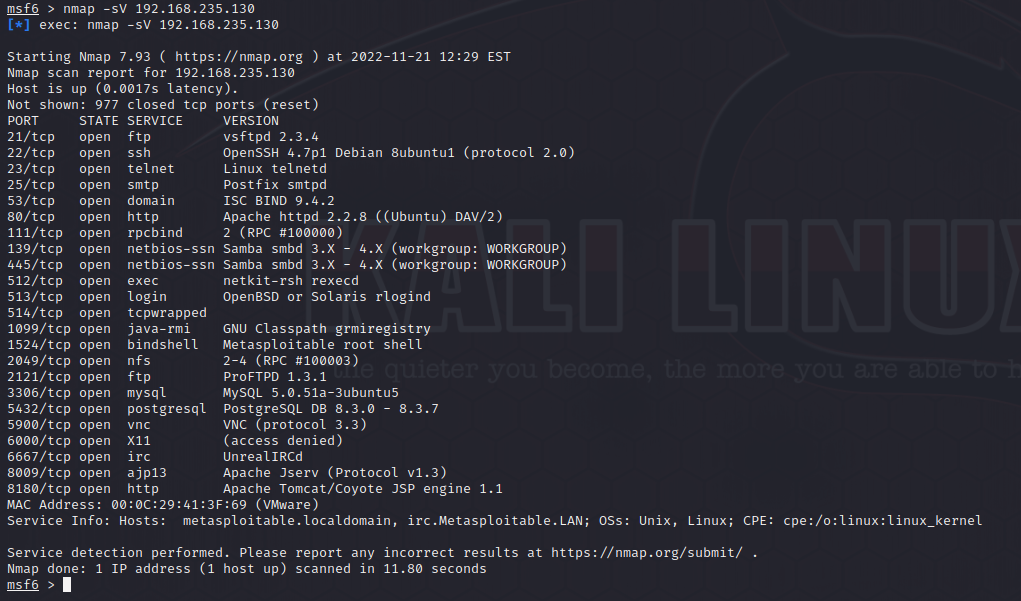 msf6 > nmap -sV 192.168.235.130
[*] exec: nmap -sV 192.168.235.130

Starting Nmap 7.93 ( https://nmap.org ) at 2022-11-21 12:29 EST
Nmap scan report for 192.168.235.130
Host is up (0.0017s latency).
Not shown: 977 closed tcp ports (reset)
PORT     STATE SERVICE     VERSION
21/tcp   open  ftp         vsftpd 2.3.4
22/tcp   open  ssh         OpenSSH 4.7p1 Debian 8ubuntu1 (protocol 2.0)
23/tcp   open  telnet      Linux telnetd
25/tcp   open  smtp        Postfix smtpd
53/tcp   open  domain      ISC BIND 9.4.2
80/tcp   open  http        Apache httpd 2.2.8 ((Ubuntu) DAV/2)
111/tcp  open  rpcbind     2 (RPC #100000)
139/tcp  open  netbios-ssn Samba smbd 3.X - 4.X (workgroup: WORKGROUP)
445/tcp  open  netbios-ssn Samba smbd 3.X - 4.X (workgroup: WORKGROUP)
512/tcp  open  exec        netkit-rsh rexecd
513/tcp  open  login       OpenBSD or Solaris rlogind
514/tcp  open  tcpwrapped
1099/tcp open  java-rmi    GNU Classpath grmiregistry
1524/tcp open  bindshell   Metasploitable root shell
2049/tcp open  nfs         2-4 (RPC #100003)
2121/tcp open  ftp         ProFTPD 1.3.1
3306/tcp open  mysql       MySQL 5.0.51a-3ubuntu5
5432/tcp open  postgresql  PostgreSQL DB 8.3.0 - 8.3.7
5900/tcp open  vnc         VNC (protocol 3.3)
6000/tcp open  X11         (access denied)
6667/tcp open  irc         UnrealIRCd
8009/tcp open  ajp13       Apache Jserv (Protocol v1.3)
8180/tcp open  http        Apache Tomcat/Coyote JSP engine 1.1
MAC Address: 00:0C:29:41:3F:69 (VMware)
Service Info: Hosts:  metasploitable.localdomain, irc.Metasploitable.LAN; OSs: Unix, Linux; CPE: cpe:/o:linux:linux_kernel

Service detection performed. Please report any incorrect results at https://nmap.org/submit/ .
Nmap done: 1 IP address (1 host up) scanned in 11.80 seconds
msf6 >
KALI LINUX
the quieter you become, the more you are able to h